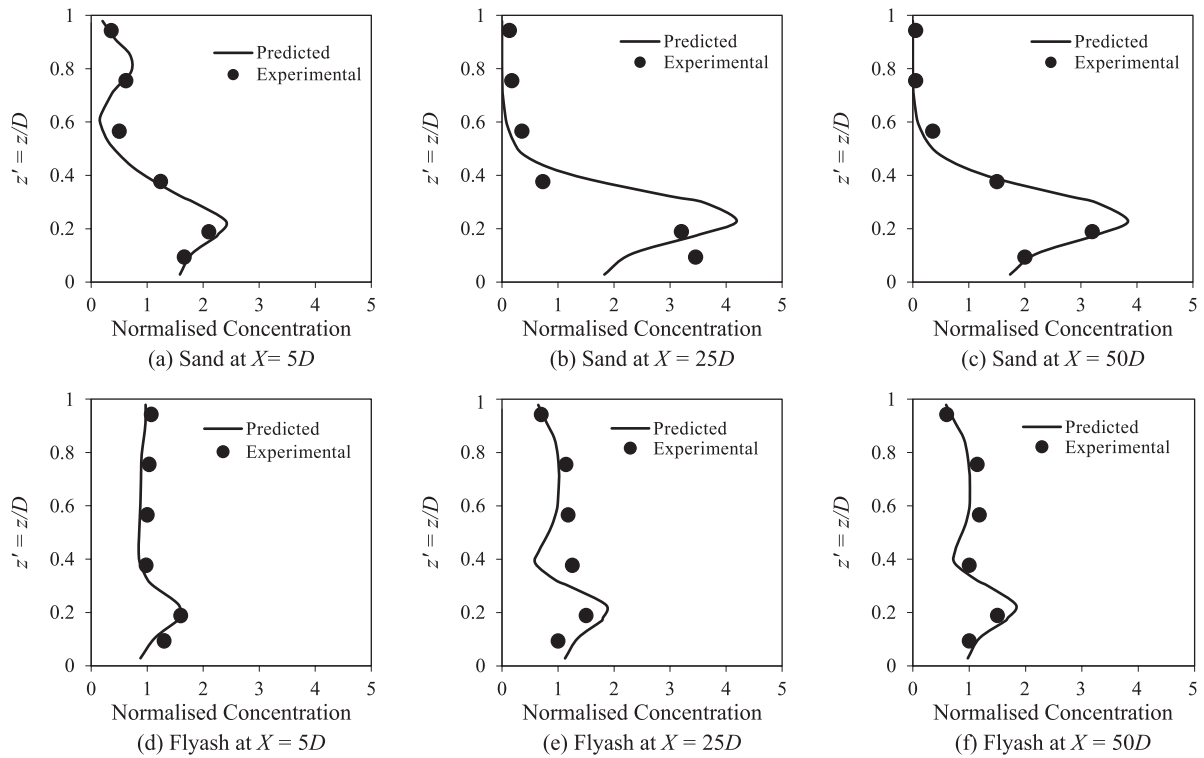 1
0.8
0.6
0.4
0.2
0
z' = z/D
Predicted
Experimental
0 1 2 3 4 5
Normalised Concentration
(a) Sand at X= 5D
1
0.8
0.6
0.4
0.2
0
z' = z/D
Predicted
Experimental
0 1 2 3 4 5
Normalised Concentration
(b) Sand at X = 25D
1
0.8
0.6
0.4
0.2
0
z' = z/D
Predicted
Experimental
0 1 2 3 4 5
Normalised Concentration
(c) Sand at X = 50D
1
0.8
0.6
0.4
0.2
0
z' = z/D
Predicted
Experimental
0 1 2 3 4 5
Normalised Concentration
(d) Flyash at X = 5D
1
0.8
0.6
0.4
0.2
0
z' = z/D
Predicted
Experimental
0 1 2 3 4 5
Normalised Concentration
(e) Flyash at X = 25D
1
0.8
0.6
0.4
0.2
0
z' = z/D
Predicted
Experimental
0 1 2 3 4 5
Normalised Concentration
(f) Flyash at X = 50D